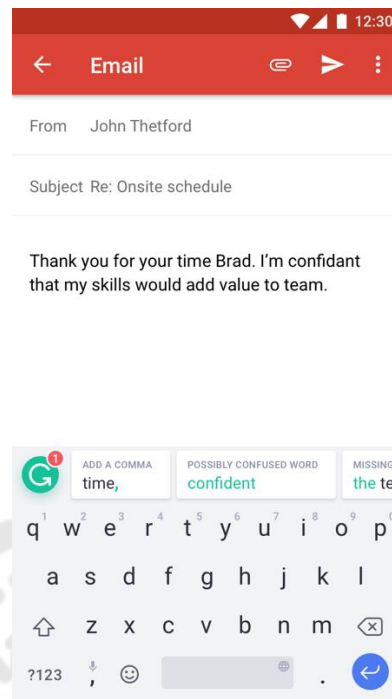 12:30
Email
From John Thetford
Subject Re: Onsite schedule
Thank you for your time Brad. I'm confidant
that my skills would add value to team.
1
ADD A COMMA POSSIBLY CONFUSED WORD MISSING
time, confident the te
1 2 3 4 5 6 7 8 9
q w e r t y u i o p
a s d f g h j k l
z x c v b n m
?123 , .